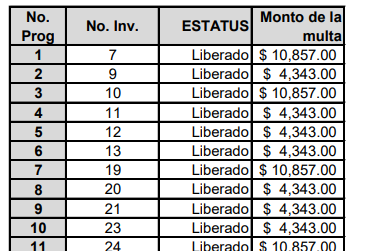 No. Prog No. Inv. ESTATUS Monto de la multa
1 7 Liberado $ 10,857.00
2 9 Liberado $ 4,343.00
3 10 Liberado $ 10,857.00
4 11 Liberado $ 4,343.00
5 12 Liberado $ 4,343.00
6 13 Liberado $ 4,343.00
7 19 Liberado $ 10,857.00
8 20 Liberado $ 4,343.00
9 21 Liberado $ 4,343.00
10 23 Liberado $ 4,343.00
11 24 Liberado $ 10,857.00